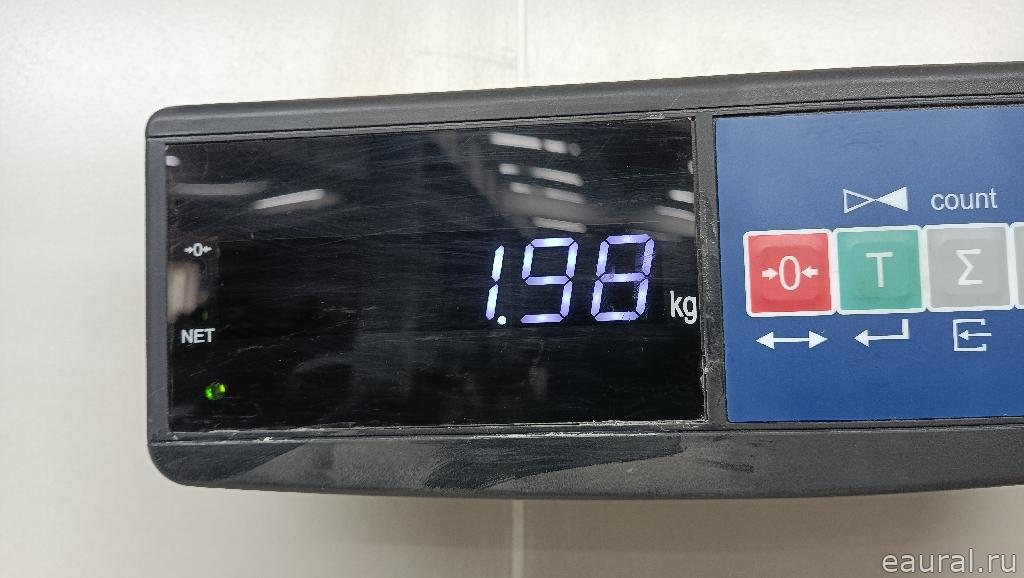 count
→0←
0
T
Σ
1.98
kg
NET
eaural.ru